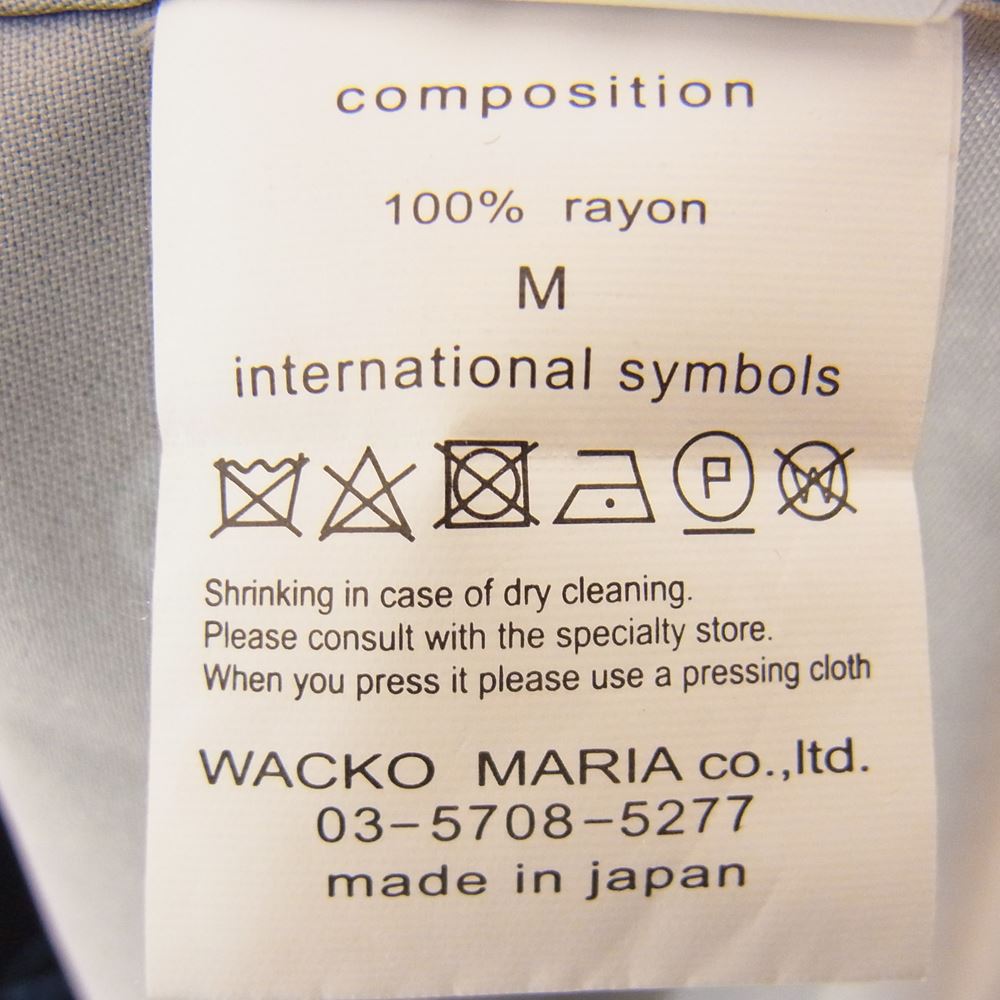 composition
100% rayon
M
international symbols
P W
Shrinking in case of dry cleaning.
Please consult with the specialty store.
When you press it please use a pressing cloth
WACKO MARIA co.,ltd.
03-5708-5277
made in japan